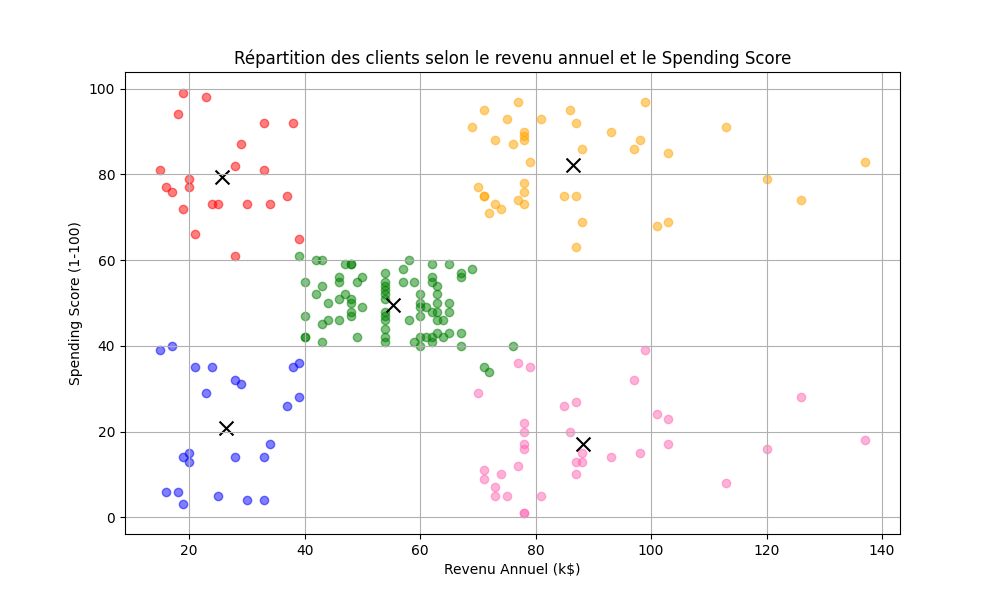 Répartition des clients selon le revenu annuel et le Spending Score
Spending Score (1-100)
100
80
60
40
20
0
20 40 60 80 100 120 140
Revenu Annuel (k$)